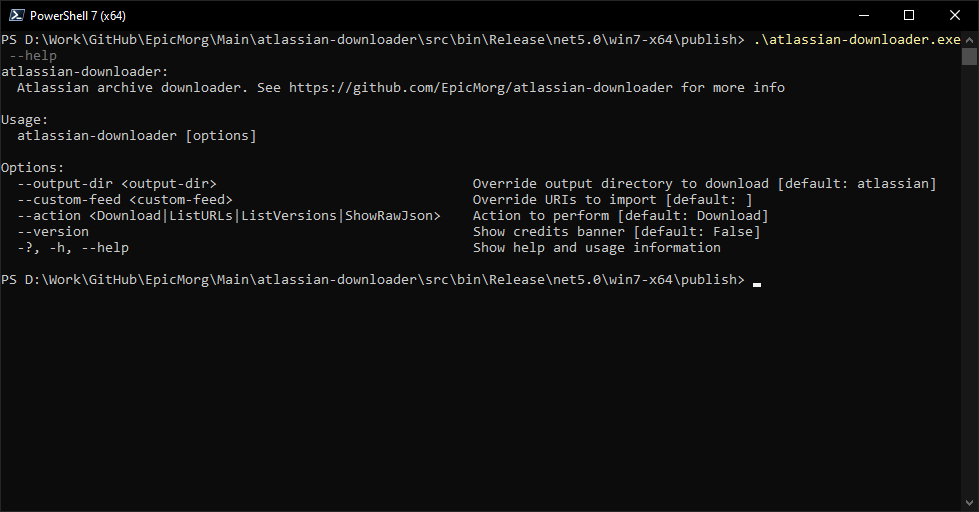 PowerShell 7 (x64)
PS D:\Work\GitHub\EpicMorg\Main\atlassian-downloader\src\bin\Release\net5.0\win7-x64\publish> .\atlassian-downloader.exe
--help
atlassian-downloader:
Atlassian archive downloader. See https://github.com/EpicMorg/atlassian-downloader for more info
Usage:
atlassian-downloader [options]
Options:
--output-dir <output-dir> Override output directory to download [default: atlassian]
--custom-feed <custom-feed> Override URIs to import [default: ]
--action <Download|ListURLs|ListVersions|ShowRawJson> Action to perform [default: Download]
--version Show credits banner [default: False]
-?, -h, --help Show help and usage information
PS D:\Work\GitHub\EpicMorg\Main\atlassian-downloader\src\bin\Release\net5.0\win7-x64\publish>